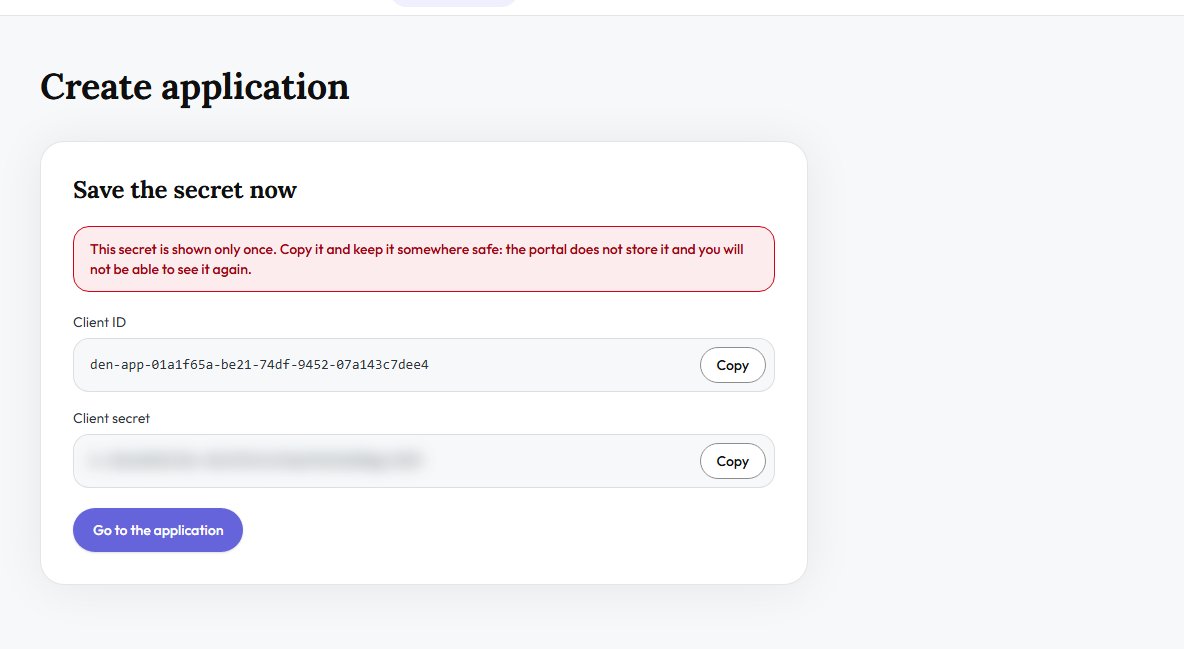 Create application
Save the secret now
This secret is shown only once. Copy it and keep it somewhere safe: the portal does not store it and you will
not be able to see it again.
Client ID
den-app-01a1f65a-be21-74df-9452-07a143c7dee4
Copy
Client secret
Copy
Go to the application